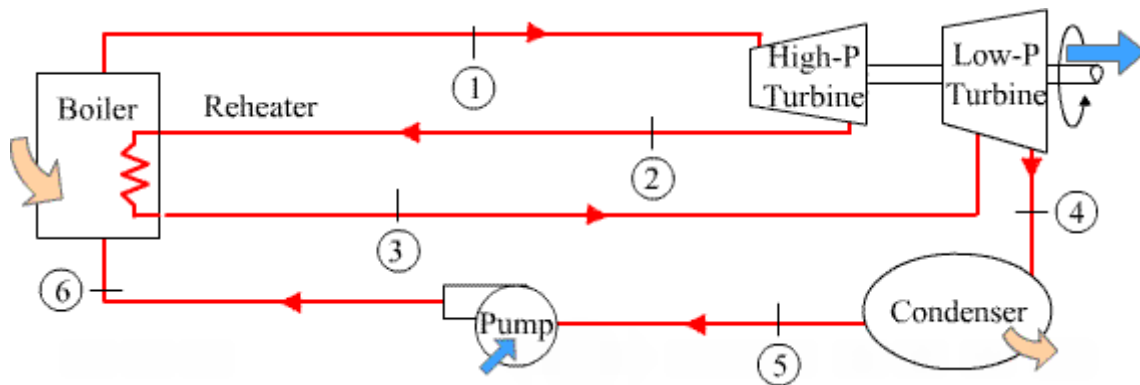 1
High-P
Turbine
Low-P
Turbine
Boiler
Reheater
2
3
4
6
Pump
5
Condenser